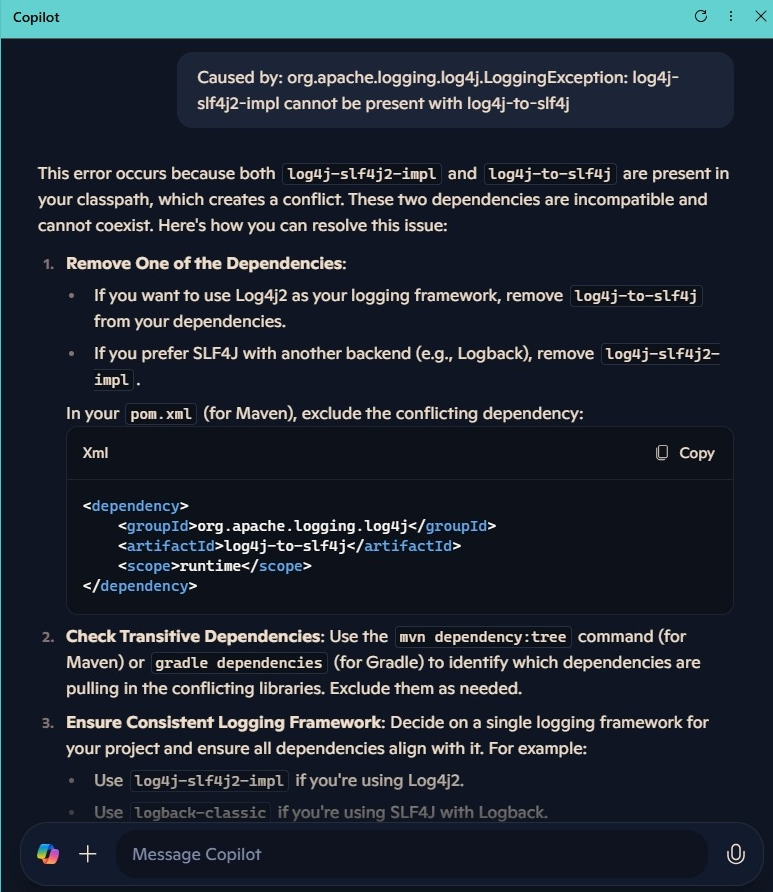 Copilot
Caused by: org.apache.logging.log4j.LoggingException: log4j-
slf4j2-impl cannot be present with log4j-to-slf4j
This error occurs because both log4j-slf4j2-impl and log4j-to-slf4j are present in
your classpath, which creates a conflict. These two dependencies are incompatible and
cannot coexist. Here's how you can resolve this issue:
1. Remove One of the Dependencies:
• If you want to use Log4j2 as your logging framework, remove log4j-to-slf4j
from your dependencies.
• If you prefer SLF4J with another backend (e.g., Logback), remove log4j-slf4j2-
impl .
In your pom.xml (for Maven), exclude the conflicting dependency:
Xml
Copy
<dependency>
    <groupId>org.apache.logging.log4j</groupId>
    <artifactId>log4j-to-slf4j</artifactId>
    <scope>runtime</scope>
</dependency>
2. Check Transitive Dependencies: Use the mvn dependency:tree command (for
Maven) or gradle dependencies (for Gradle) to identify which dependencies are
pulling in the conflicting libraries. Exclude them as needed.
3. Ensure Consistent Logging Framework: Decide on a single logging framework for
your project and ensure all dependencies align with it. For example:
• Use log4j-slf4j2-impl if you're using Log4j2.
• Use logback-classic if you're using SLF4J with Logback.
Message Copilot